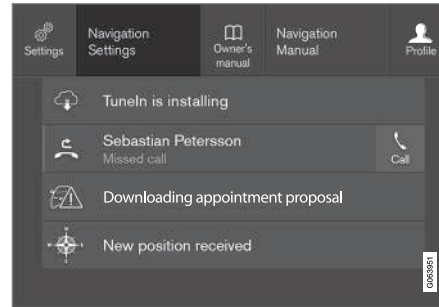 Settings
Navigation
Settings
Owner's
manual
Navigation
Manual
Profile
TuneIn is installing
Sebastian Petersson
Missed call
Call
Downloading appointment proposal
New position received
G063951